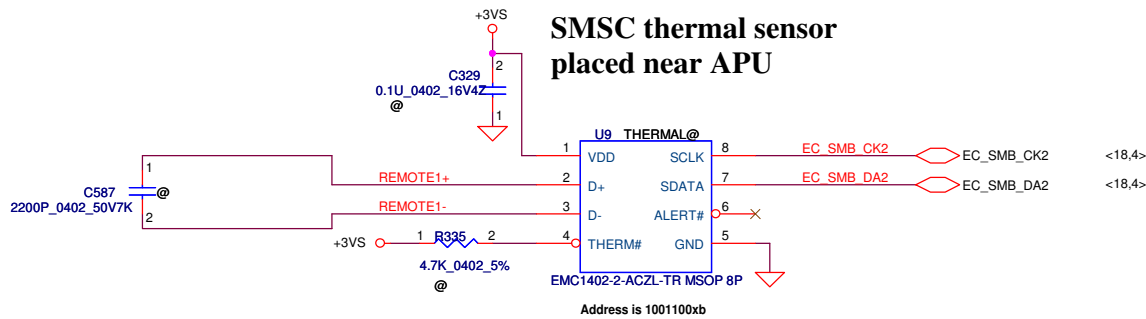 +3VS
SMSC thermal sensor
placed near APU
2
C329
0.1U_0402_16V4Z
@
1
U9 THERMAL@
1 VDD SCLK 8 EC_SMB_CK2 EC_SMB_CK2 <18,4>
1
C587 @
2200P_0402_50V7K
2
REMOTE1+ 2 D+ SDATA 7 EC_SMB_DA2 EC_SMB_DA2 <18,4>
REMOTE1- 3 D- ALERT# 6
+3VS 1 R335 2 4 THERM# GND 5
4.7K_0402_5%
@
EMC1402-2-ACZL-TR MSOP 8P
Address is 1001100xb